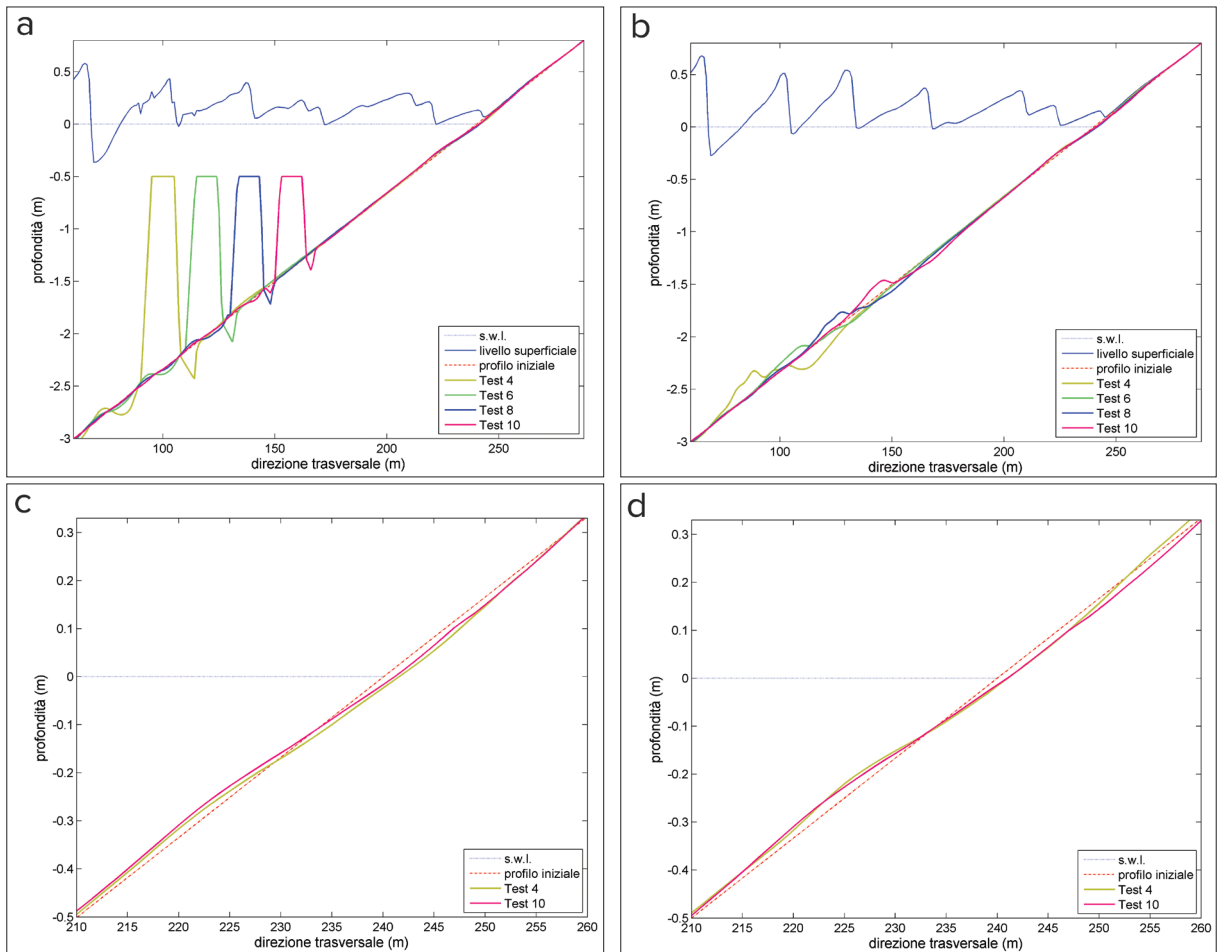 a
0.5
0
-0.5
-1
-1.5
-2
-2.5
-3
profondità (m)
100
150
200
250
direzione trasversale (m)
s.w.l.
livello superficiale
profilo iniziale
Test 4
Test 6
Test 8
Test 10
b
0.5
0
-0.5
-1
-1.5
-2
-2.5
-3
profondità (m)
100
150
200
250
direzione trasversale (m)
s.w.l.
livello superficiale
profilo iniziale
Test 4
Test 6
Test 8
Test 10
c
0.3
0.2
0.1
0
-0.1
-0.2
-0.3
-0.4
-0.5
profondità (m)
210
215
220
225
230
235
240
245
250
255
260
direzione trasversale (m)
s.w.l.
profilo iniziale
Test 4
Test 10
d
0.3
0.2
0.1
0
-0.1
-0.2
-0.3
-0.4
-0.5
profondità (m)
210
215
220
225
230
235
240
245
250
255
260
direzione trasversale (m)
s.w.l.
profilo iniziale
Test 4
Test 10